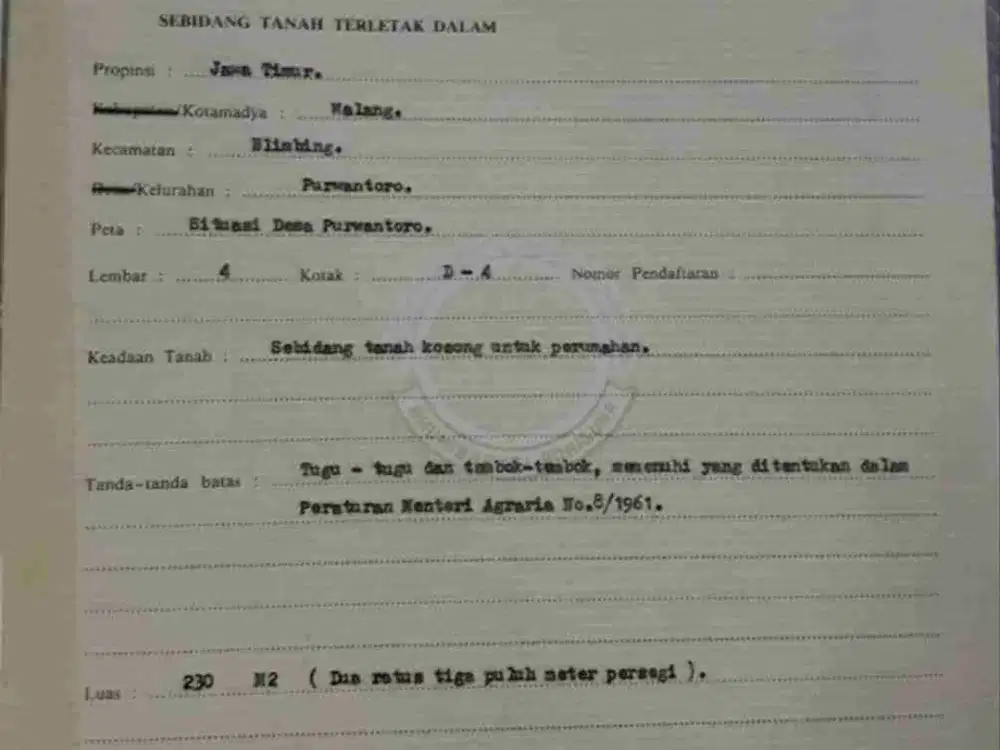 SEBIDANG TANAH TERLETAK DALAM
Propinsi : Jawa Timur.
Kabupaten/Kotamadya : Malang.
Kecamatan : Blimbing.
Desa/Kelurahan : Purwantoro.
Peta : Situasi Desa Purwantoro.
Lembar : 4 Kotak : D - 4 Nomor Pendaftaran :
Keadaan Tanah : Sebidang tanah kosong untuk perumahan.
Tanda-tanda batas : Tugu - tugu dan tembok-tembok, memenuhi yang ditentukan dalam
Peraturan Menteri Agraria No.8/1961.
Luas : 230 M2 ( Dua ratus tiga puluh meter persegi ).